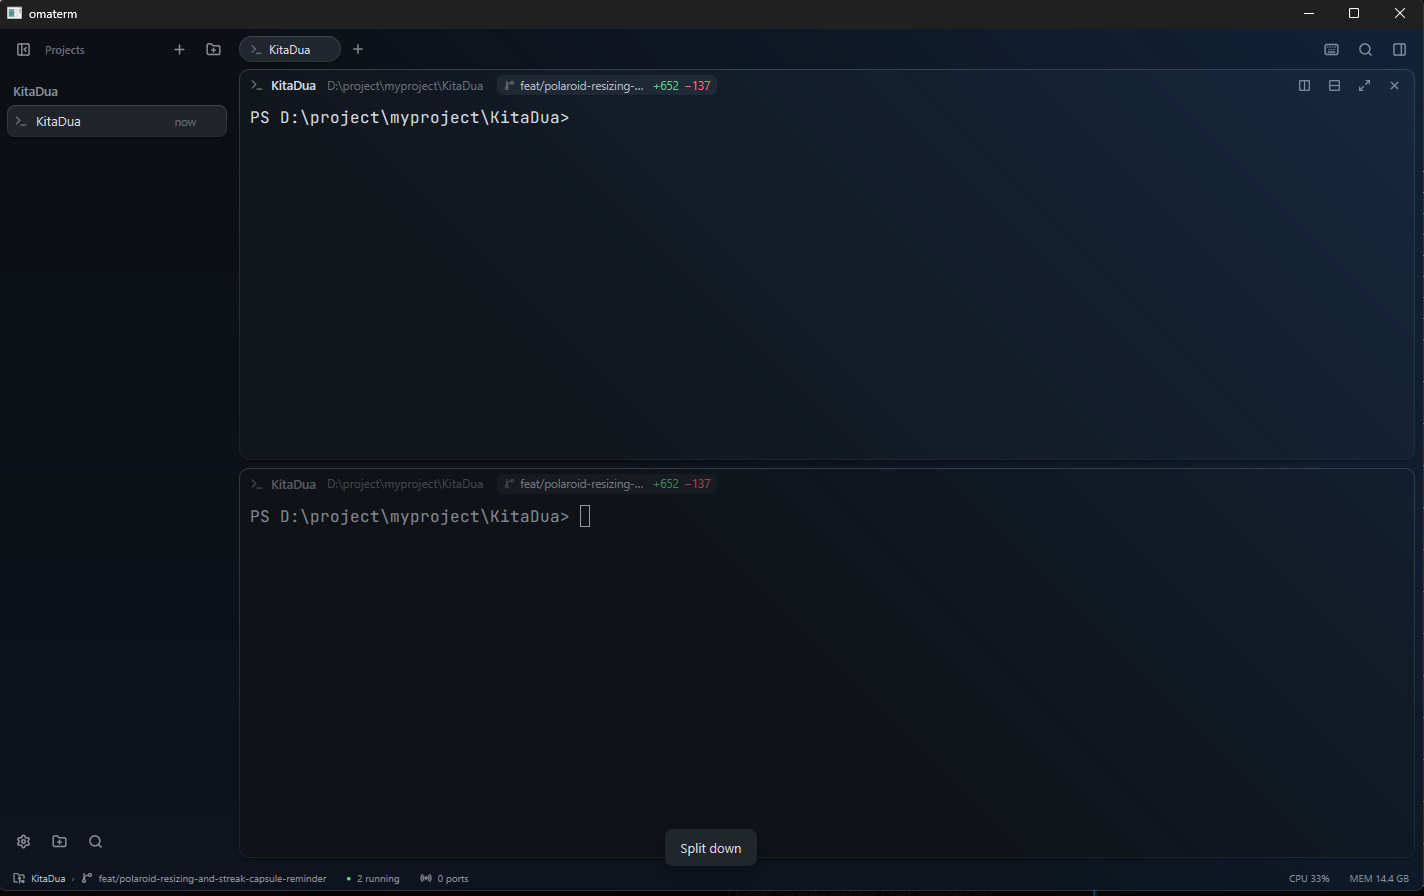 omaterm
Projects
KitaDua
KitaDua
KitaDua now
KitaDua D:\project\myproject\KitaDua feat/polaroid-resizing-... +652 −137
PS D:\project\myproject\KitaDua>
KitaDua D:\project\myproject\KitaDua feat/polaroid-resizing-... +652 −137
PS D:\project\myproject\KitaDua>
Split down
KitaDua › feat/polaroid-resizing-and-streak-capsule-reminder • 2 running 0 ports CPU 33% MEM 14.4 GB